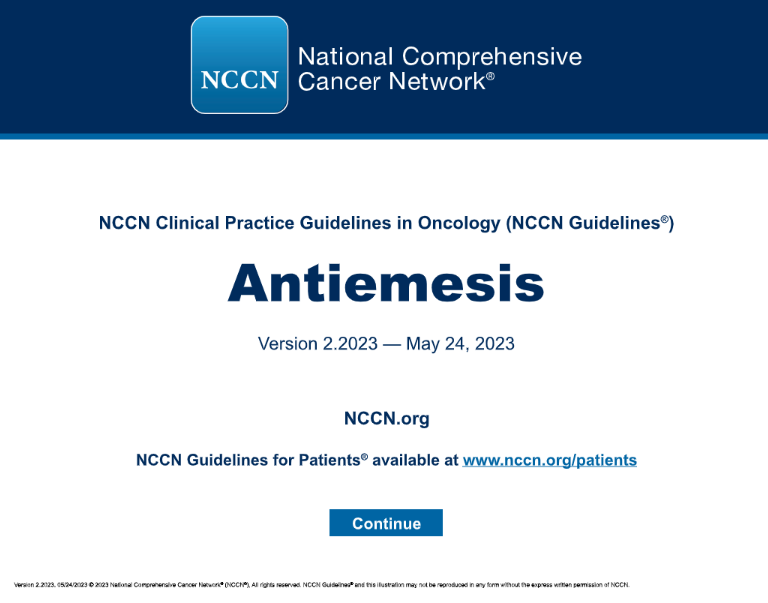 NCCN
National Comprehensive
Cancer Network®
NCCN Clinical Practice Guidelines in Oncology (NCCN Guidelines®)
Antiemesis
Version 2.2023 — May 24, 2023
NCCN.org
NCCN Guidelines for Patients® available at www.nccn.org/patients
Continue
Version 2.2023, 05/24/2023 © 2023 National Comprehensive Cancer Network® (NCCN®), All rights reserved. NCCN Guidelines® and this illustration may not be reproduced in any form without the express written permission of NCCN.